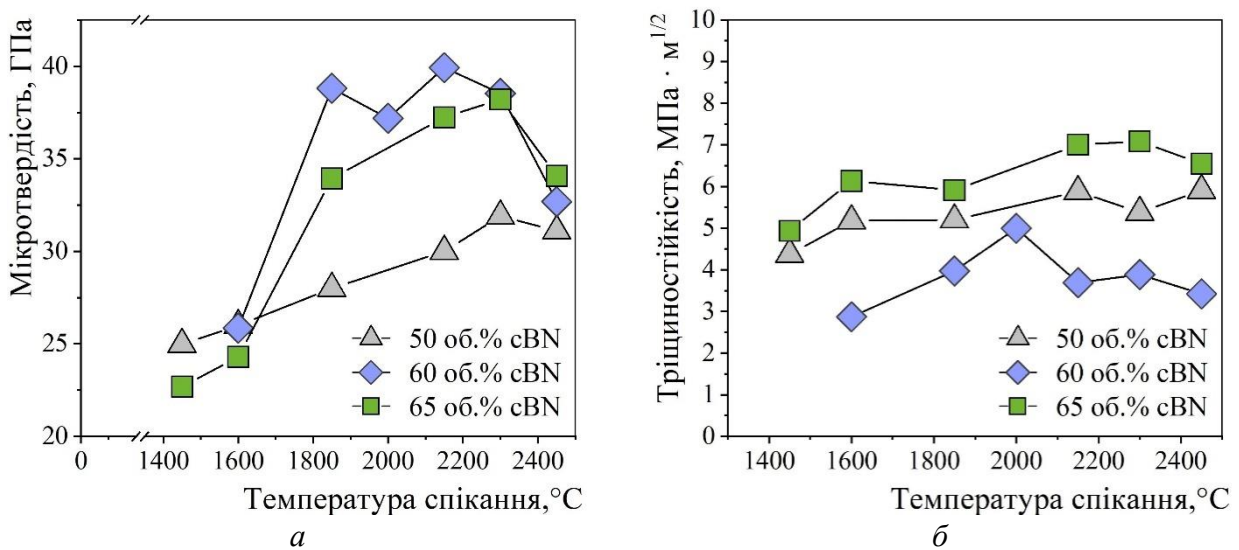 Мікротвердість, ГПа
40
35
30
25
20
50 об.% cBN
60 об.% cBN
65 об.% cBN
0 1400 1600 1800 2000 2200 2400
Температура спікання,°C
а
Тріщиностійкість, МПа · м1/2
10
9
8
7
6
5
4
3
2
1
0
50 об.% cBN
60 об.% cBN
65 об.% cBN
1400 1600 1800 2000 2200 2400
Температура спікання,°C
б